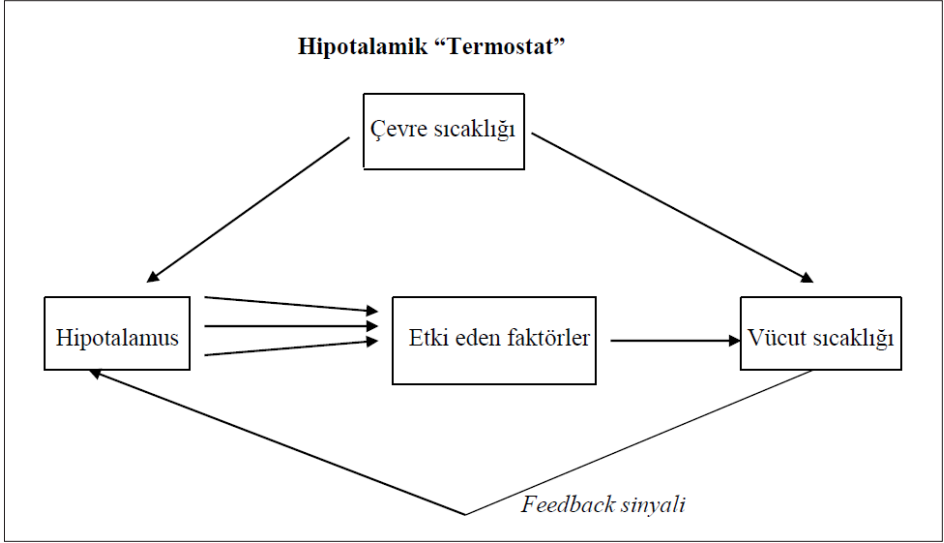 Hipotalamik “Termostat”
Çevre sıcaklığı
Hipotalamus
Etki eden faktörler
Vücut sıcaklığı
Feedback sinyali